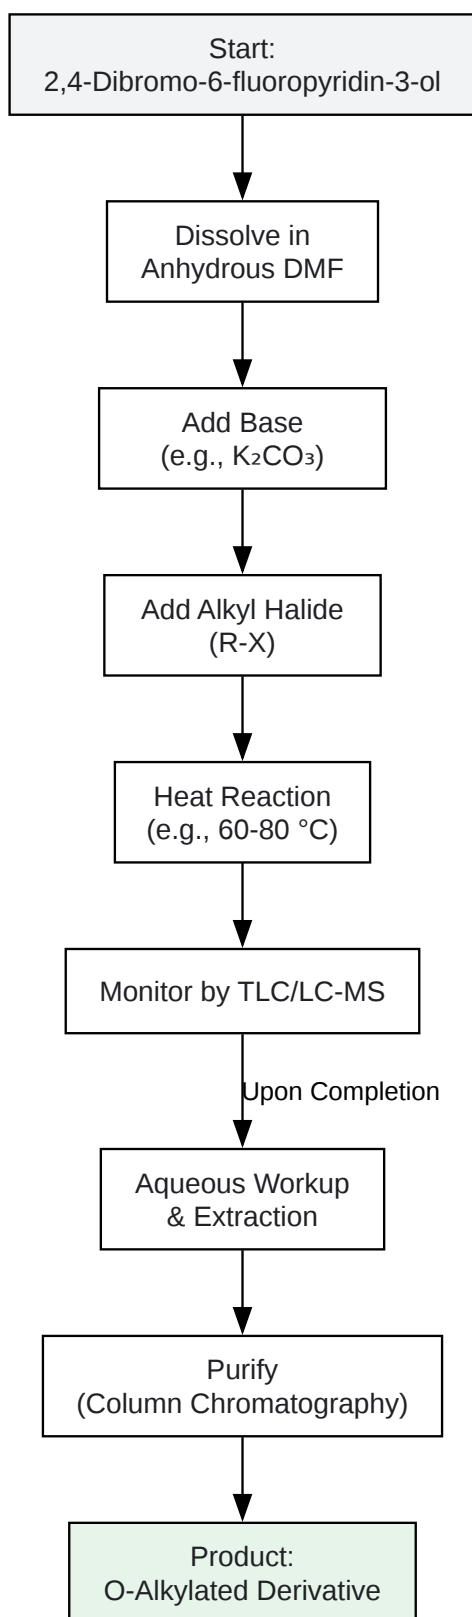 Start:
2,4-Dibromo-6-fluoropyridin-3-ol
Dissolve in
Anhydrous DMF
Add Base
(e.g., K₂CO₃)
Add Alkyl Halide
(R-X)
Heat Reaction
(e.g., 60-80 °C)
Monitor by TLC/LC-MS
Upon Completion
Aqueous Workup
& Extraction
Purify
(Column Chromatography)
Product:
O-Alkylated Derivative